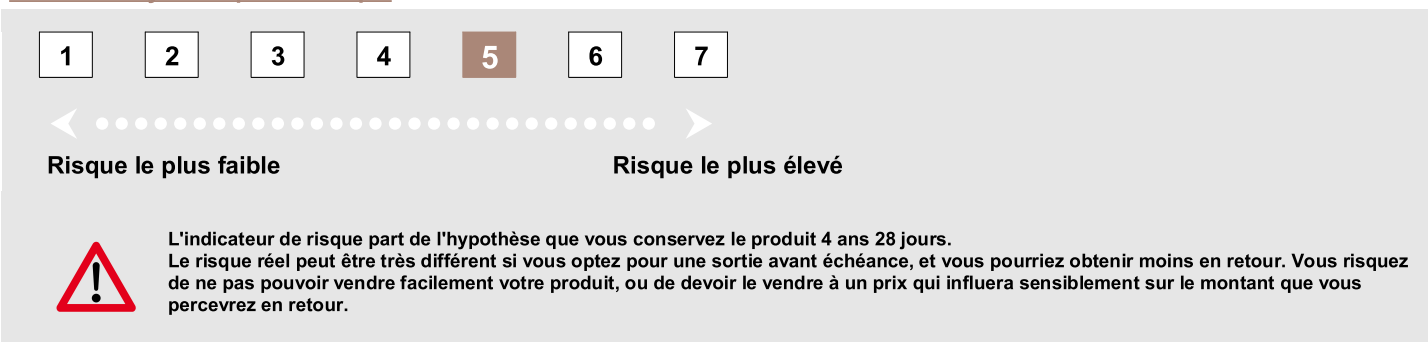 1 2 3 4 5 6 7
Risque le plus faible Risque le plus élevé
L'indicateur de risque part de l'hypothèse que vous conservez le produit 4 ans 28 jours.
Le risque réel peut être très différent si vous optez pour une sortie avant échéance, et vous pourriez obtenir moins en retour. Vous risquez
de ne pas pouvoir vendre facilement votre produit, ou de devoir le vendre à un prix qui influera sensiblement sur le montant que vous
percevrez en retour.